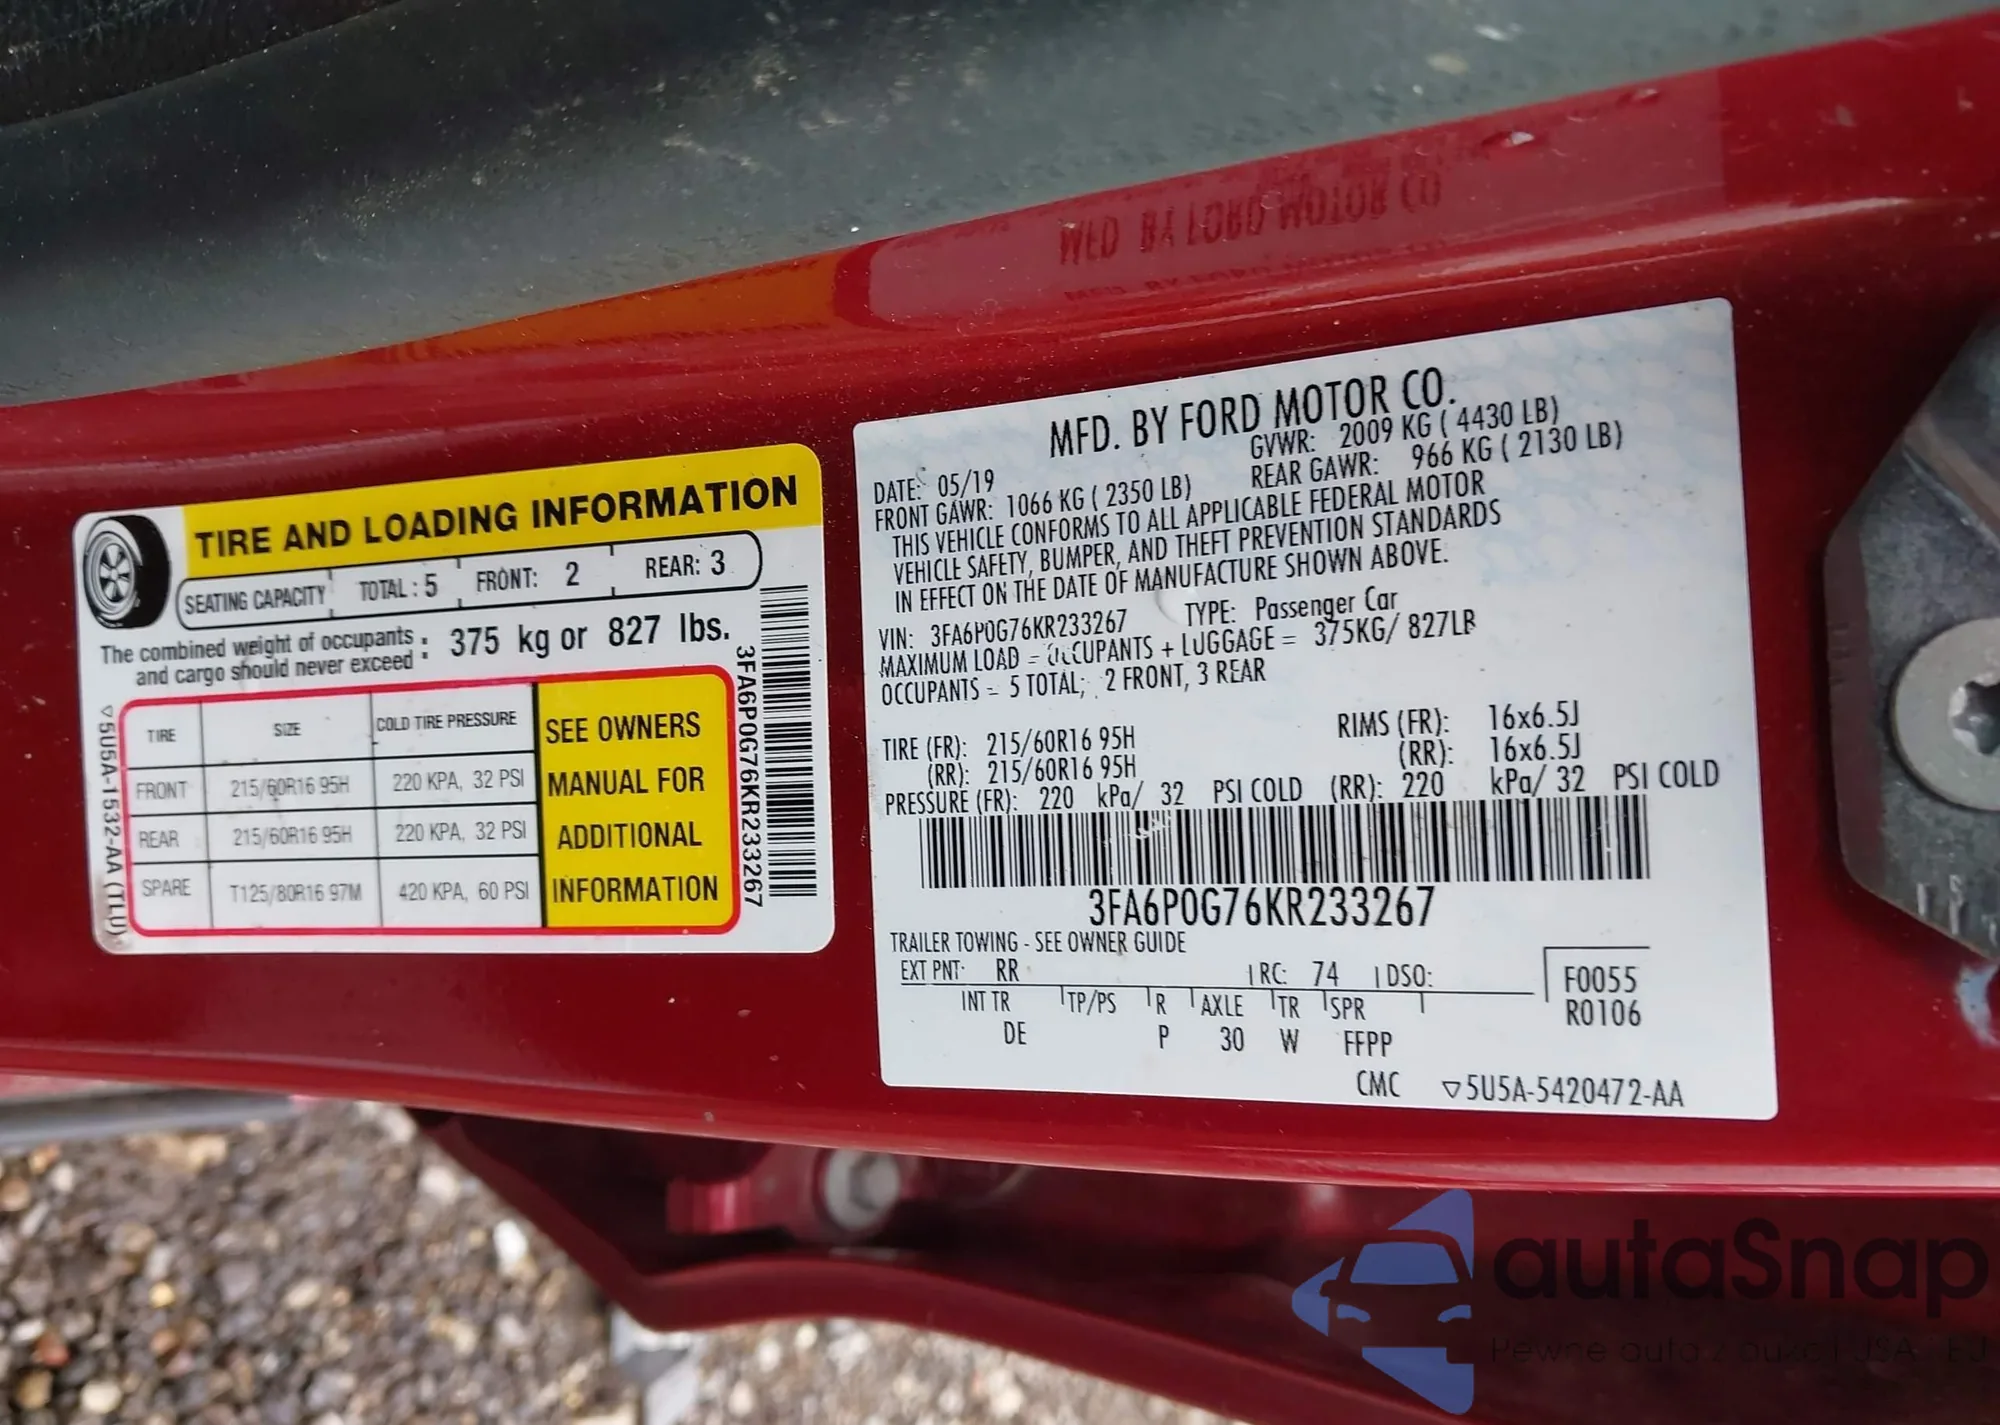 TIRE AND LOADING INFORMATION
SEATING CAPACITY TOTAL : 5 FRONT: 2 REAR: 3
The combined weight of occupants : 375 kg or 827 lbs.
and cargo should never exceed :
TIRE SIZE COLD TIRE PRESSURE
FRONT 215/60R16 95H 220 KPA, 32 PSI
REAR 215/60R16 95H 220 KPA, 32 PSI
SPARE T125/80R16 97M 420 KPA, 60 PSI
SEE OWNERS
MANUAL FOR
ADDITIONAL
INFORMATION
3FA6P0G76KR233267
▽5U5A-1532-AA (TLU)
MFD. BY FORD MOTOR CO.
DATE: 05/19 GVWR: 2009 KG ( 4430 LB)
FRONT GAWR: 1066 KG ( 2350 LB) REAR GAWR: 966 KG ( 2130 LB)
THIS VEHICLE CONFORMS TO ALL APPLICABLE FEDERAL MOTOR
VEHICLE SAFETY, BUMPER, AND THEFT PREVENTION STANDARDS
IN EFFECT ON THE DATE OF MANUFACTURE SHOWN ABOVE.
VIN: 3FA6P0G76KR233267 TYPE: Passenger Car
MAXIMUM LOAD = OCCUPANTS + LUGGAGE = 375KG/ 827LB
OCCUPANTS = 5 TOTAL; 2 FRONT, 3 REAR
TIRE (FR): 215/60R16 95H RIMS (FR): 16x6.5J
(RR): 215/60R16 95H (RR): 16x6.5J
PRESSURE (FR): 220 kPa/ 32 PSI COLD (RR): 220 kPa/ 32 PSI COLD
3FA6P0G76KR233267
TRAILER TOWING - SEE OWNER GUIDE
EXT PNT: RR RC: 74 DSO:
F0055
R0106
INT TR TP/PS R AXLE TR SPR
DE P 30 W FFPP
CMC ▽5U5A-5420472-AA
autaSnap
Pewne auta z